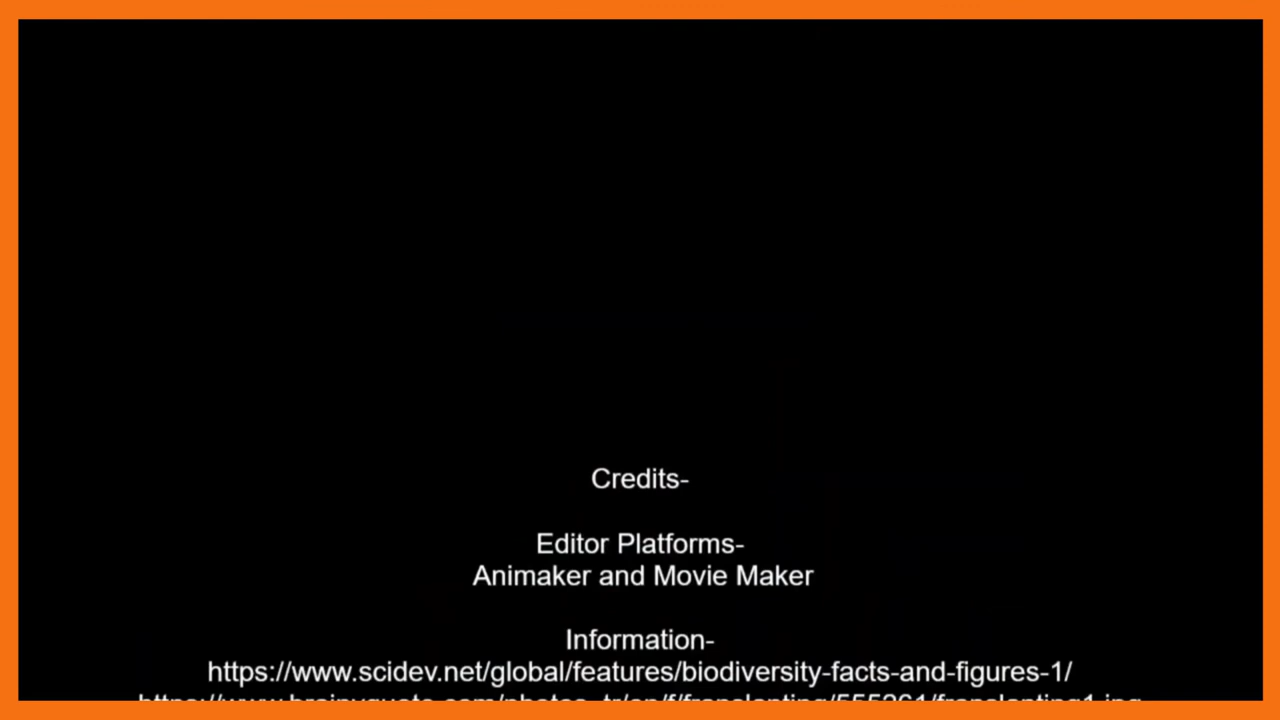 Credits-
Editor Platforms-
Animaker and Movie Maker
Information-
https://www.scidev.net/global/features/biodiversity-facts-and-figures-1/